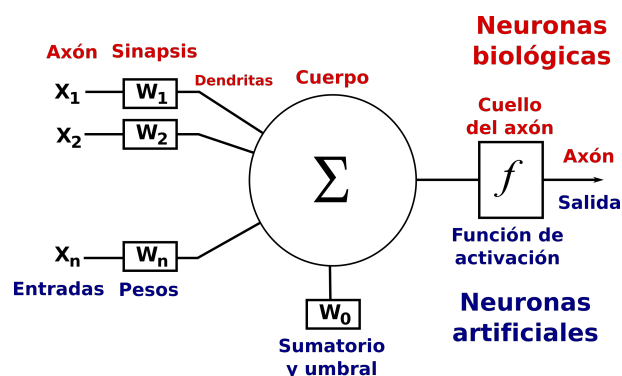 Neuronas
biológicas
Axón
Sinapsis
Dendritas
Cuerpo
Cuello
del axón
Axón
X1
W1
X2
W2
Σ
f
Salida
Xn
Wn
Entradas
Pesos
Función de
activación
W0
Sumatorio
y umbral
Neuronas
artificiales